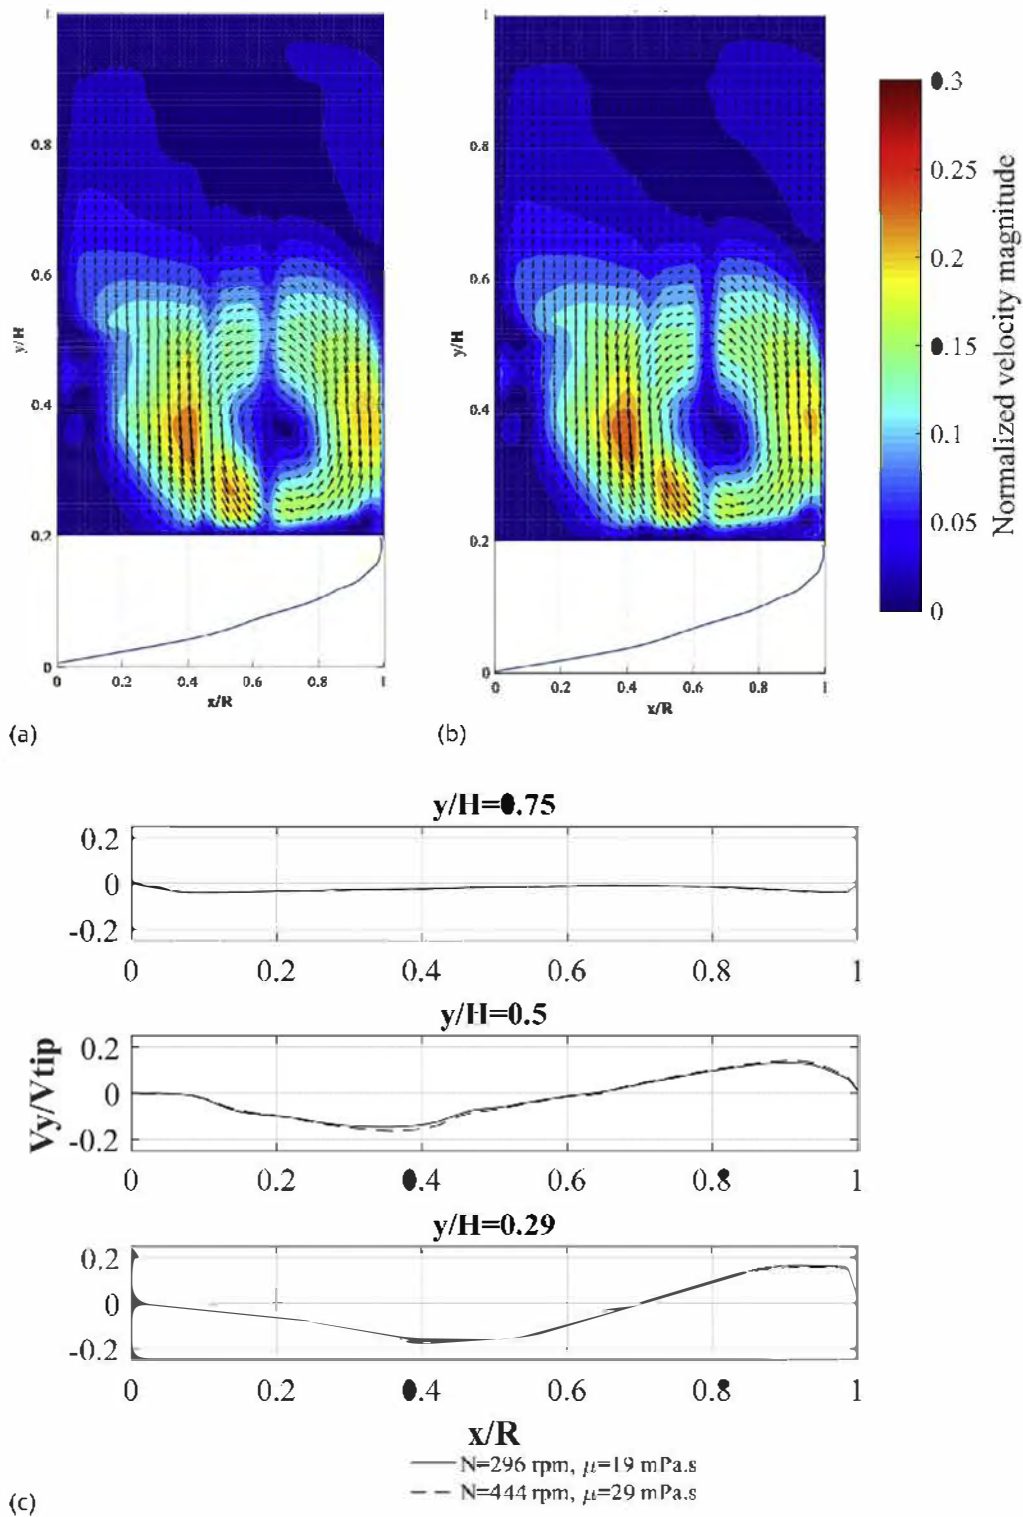 1
0.8
0.6
y/H
0.4
0.2
0
0 0.2 0.4 0.6 0.8 1
x/R
(a)
1
0.8
0.6
y/H
0.4
0.2
0
0 0.2 0.4 0.6 0.8 1
x/R
(b)
0.3
0.25
0.2
0.15
0.1
0.05
0
Normalized velocity magnitude
y/H=0.75
0.2
0
-0.2
0 0.2 0.4 0.6 0.8 1
y/H=0.5
0.2
0
-0.2
0 0.2 0.4 0.6 0.8 1
Vy/Vtip
y/H=0.29
0.2
0
-0.2
0 0.2 0.4 0.6 0.8 1
x/R
N=296 rpm, μ=19 mPa.s
N=444 rpm, μ=29 mPa.s
(c)